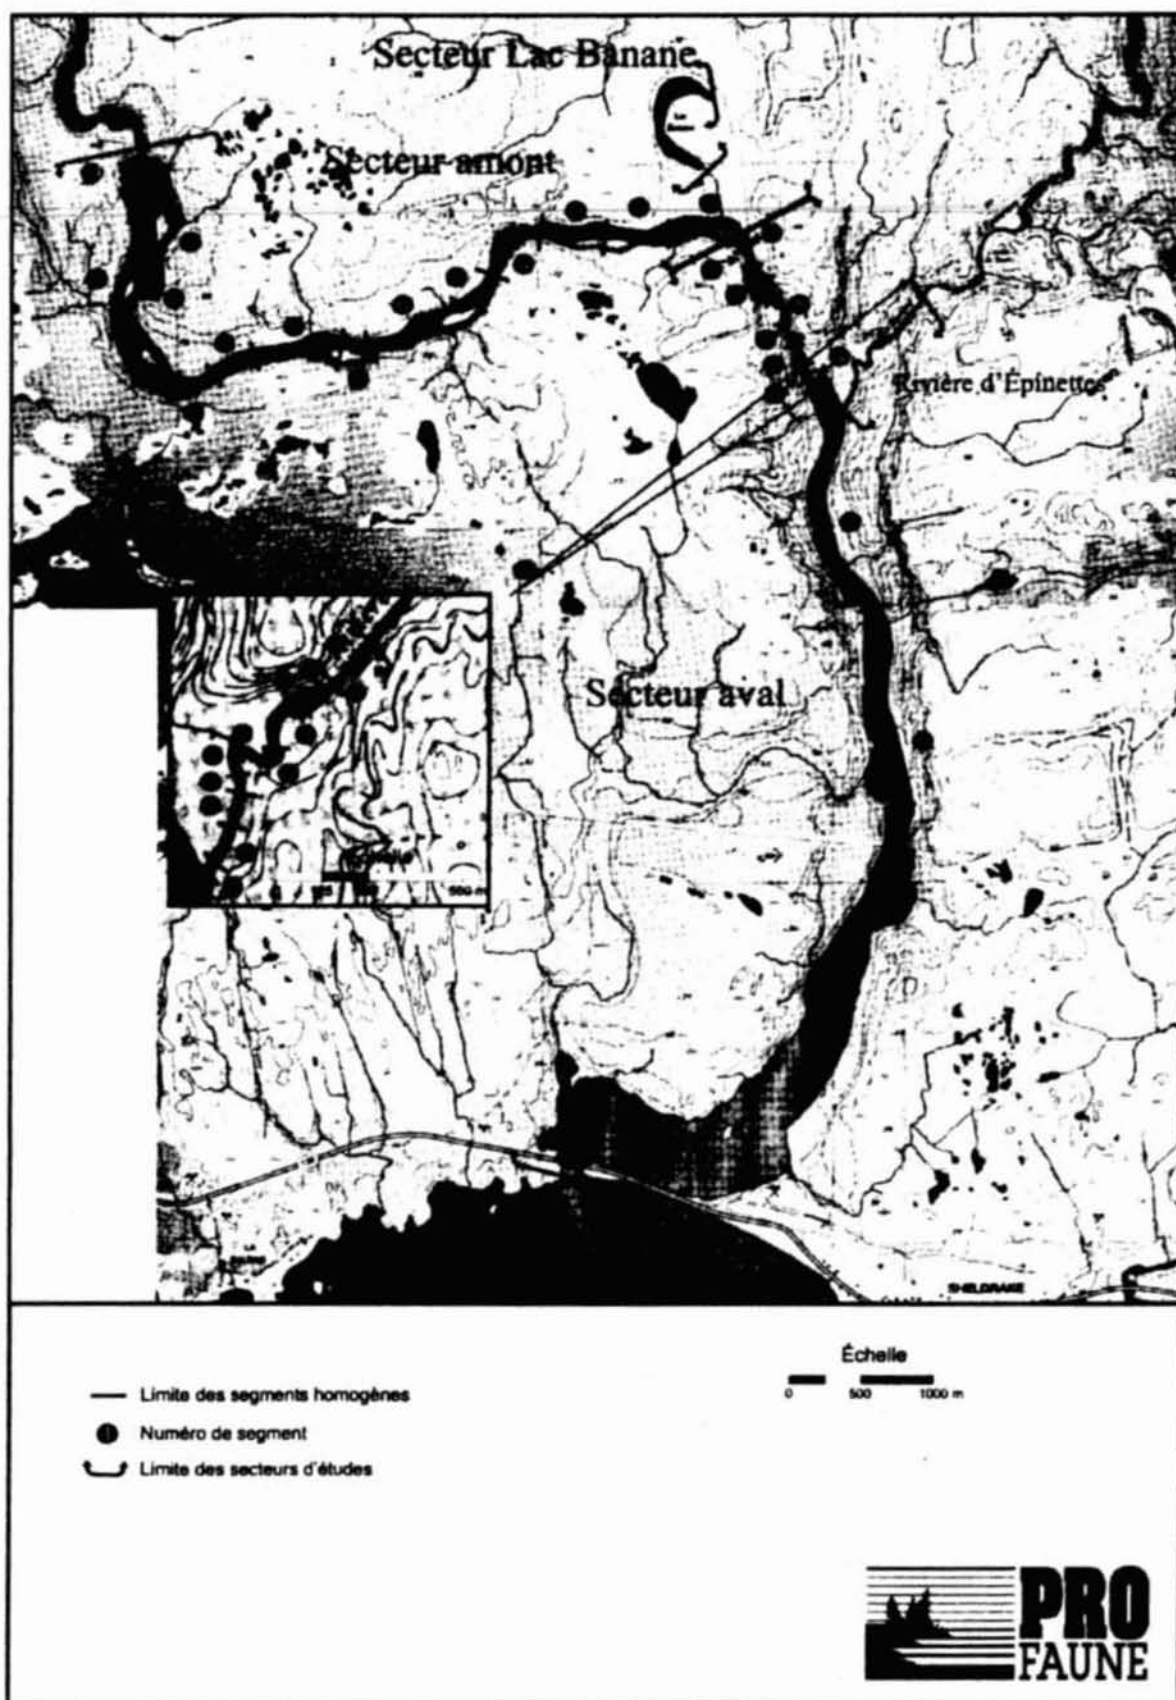 Secteur Lac Banane
Secteur amont
Rivière d'Épinettes
Secteur aval
500 m
SHELDRAKE
Échelle
0 500 1000 m
Limite des segments homogènes
Numéro de segment
Limite des secteurs d'études
PRO
FAUNE